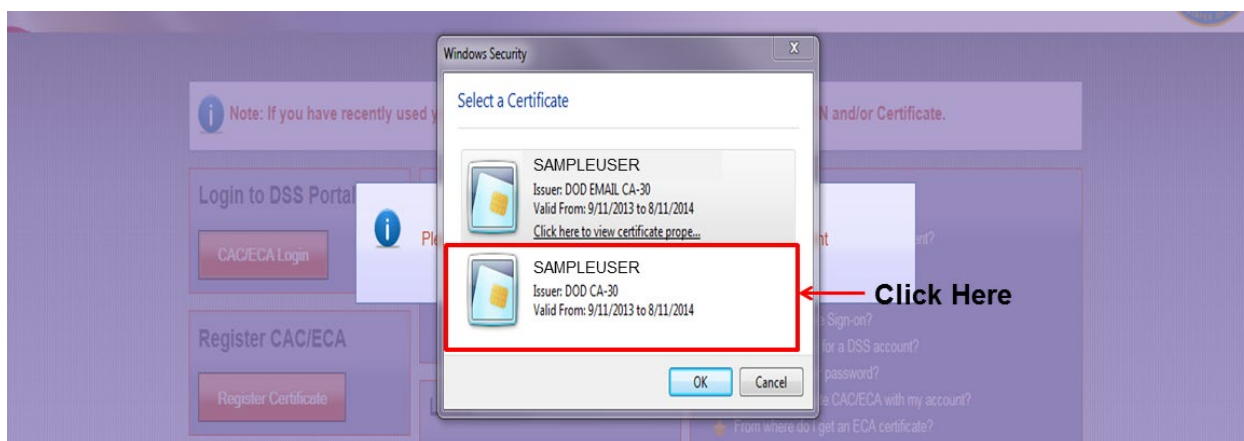 Windows Security
X
Note: If you have recently used y
N and/or Certificate.
Select a Certificate
SAMPLEUSER
Issuer: DOD EMAIL CA-30
Valid From: 9/11/2013 to 8/11/2014
Click here to view certificate prope...
Login to DSS Portal
CAC/ECA Login
SAMPLEUSER
Issuer: DOD CA-30
Valid From: 9/11/2013 to 8/11/2014
Click Here
Register CAC/ECA
Register Certificate
OK
Cancel
Sign-on?
for a DSS account?
password?
CAC/ECA with my account?
From where do I get an ECA certificate?